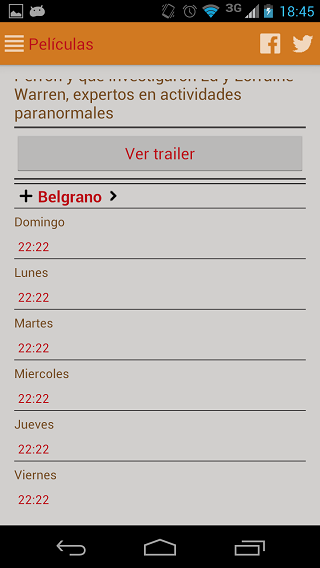 3G 18:45
Películas
Perron y que investigaron Ed y Lorraine
Warren, expertos en actividades
paranormales
Ver trailer
+ Belgrano >
Domingo
22:22
Lunes
22:22
Martes
22:22
Miercoles
22:22
Jueves
22:22
Viernes
22:22